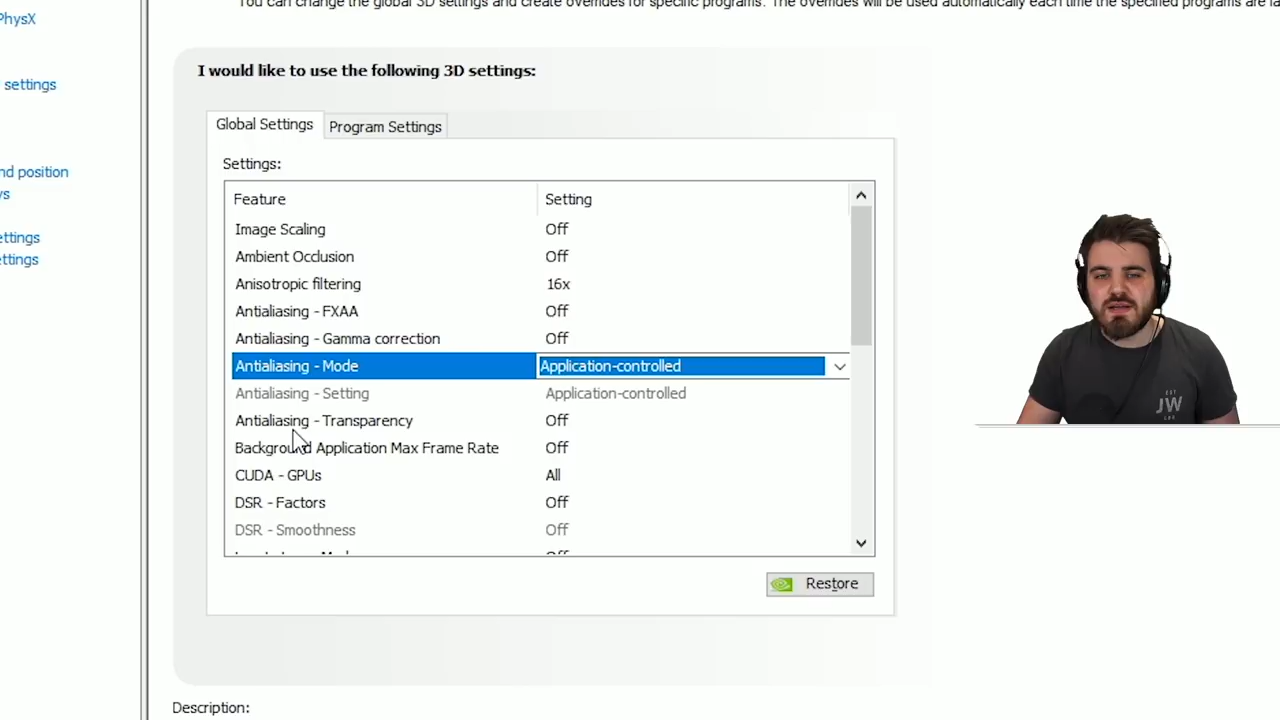 You can change the global 3D settings and create overrides for specific programs. The overrides will be used automatically each time the specified programs are la
PhysX
settings
nd position
ys
ettings
ettings
I would like to use the following 3D settings:
Global Settings
Program Settings
Settings:
Feature Setting
Image Scaling Off
Ambient Occlusion Off
Anisotropic filtering 16x
Antialiasing - FXAA Off
Antialiasing - Gamma correction Off
Antialiasing - Mode Application-controlled
Antialiasing - Setting Application-controlled
Antialiasing - Transparency Off
Background Application Max Frame Rate Off
CUDA - GPUs All
DSR - Factors Off
DSR - Smoothness Off
Restore
Description:
JW